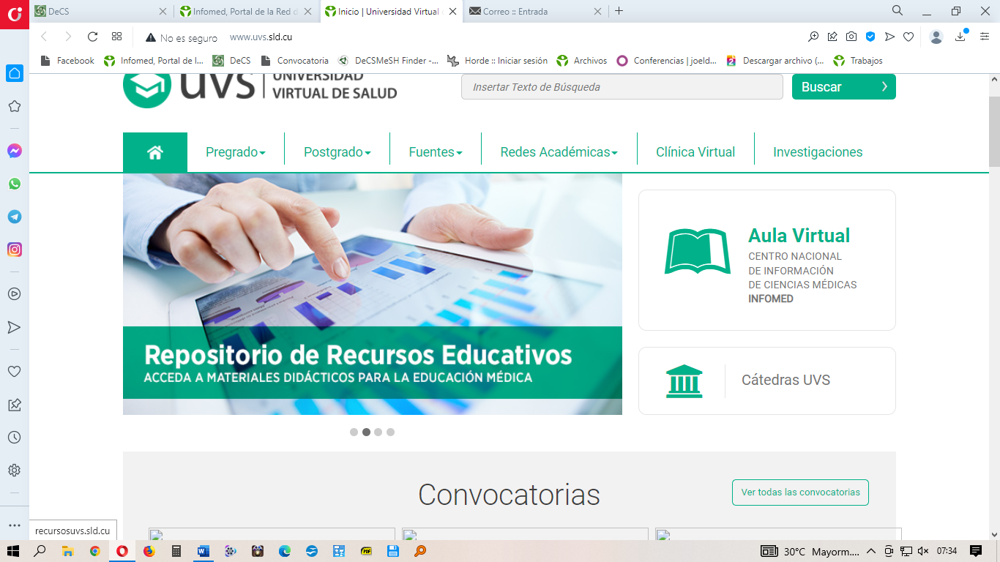 DeCS
Infomed, Portal de la Red d
Inicio | Universidad Virtual
Correo :: Entrada
No es seguro
www.uvs.sld.cu
Facebook
Infomed, Portal de l...
DeCS
Convocatoria
DeCSMeSH Finder -...
Horde :: Iniciar sesión
Archivos
Conferencias | joeld...
Descargar archivo (...
Trabajos
uvs
UNIVERSIDAD
VIRTUAL DE SALUD
Insertar Texto de Búsqueda
Buscar
Pregrado
Postgrado
Fuentes
Redes Académicas
Clínica Virtual
Investigaciones
Repositorio de Recursos Educativos
ACCEDA A MATERIALES DIDÁCTICOS PARA LA EDUCACIÓN MÉDICA
Aula Virtual
CENTRO NACIONAL
DE INFORMACIÓN
DE CIENCIAS MÉDICAS
INFOMED
Cátedras UVS
Convocatorias
Ver todas las convocatorias
recursosuvs.sld.cu
30°C Mayorm....
07:34